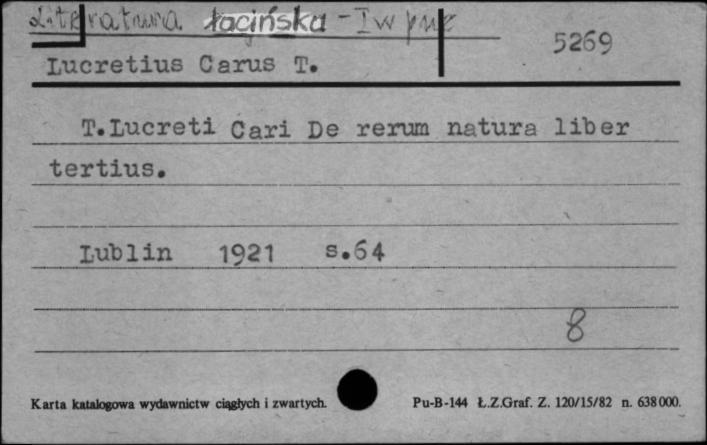 Literatura łacińska - I w pne
5269
Lucretius Carus T.
T.Lucreti Cari De rerum natura liber
tertius.
Lublin 1921 s.64
8
Karta katalogowa wydawnictw ciągłych i zwartych.
Pu-B-144 Ł.Z.Graf. Z. 120/15/82 n. 638000.